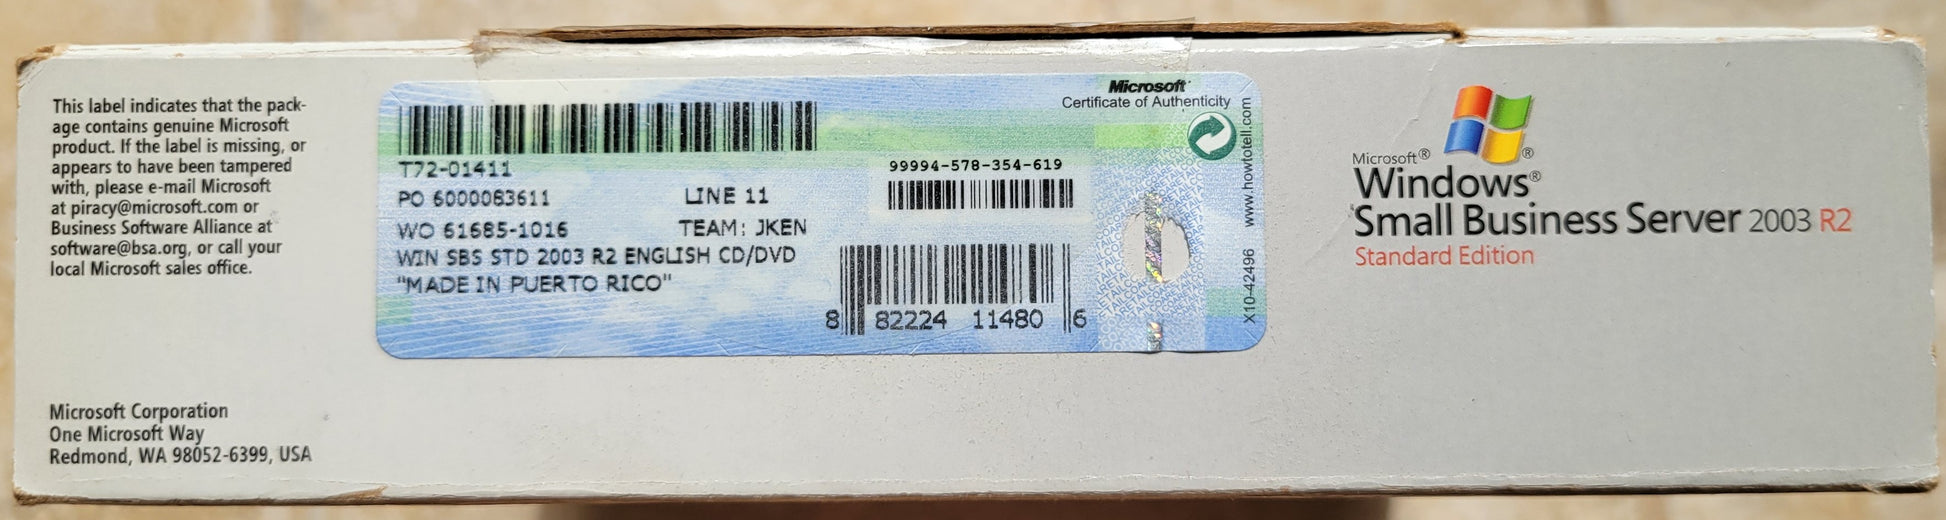 This label indicates that the pack-
age contains genuine Microsoft
product. If the label is missing, or
appears to have been tampered
with, please e-mail Microsoft
at piracy@microsoft.com or
Business Software Alliance at
software@bsa.org, or call your
local Microsoft sales office.
Microsoft Corporation
One Microsoft Way
Redmond, WA 98052-6399, USA
T72-01411
PO 6000083611 LINE 11
WO 61685-1016 TEAM: JKEN
WIN SBS STD 2003 R2 ENGLISH CD/DVD
"MADE IN PUERTO RICO"
Microsoft
Certificate of Authenticity
99994-578-354-619
8 82224 11480 6
www.howtotell.com
X10-42496
Microsoft®
Windows®
Small Business Server 2003 R2
Standard Edition